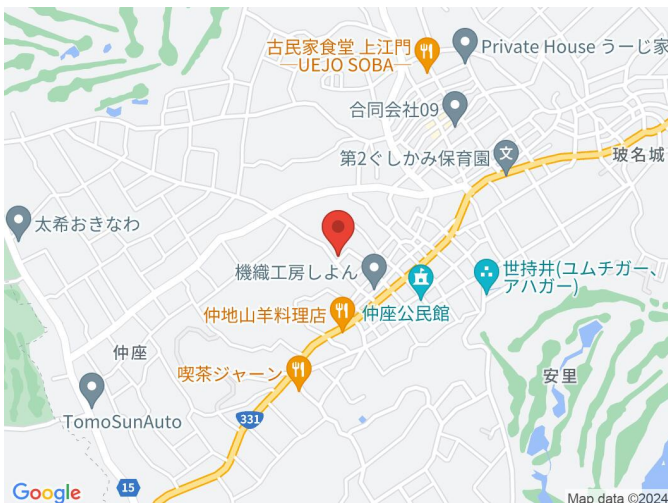 古民家食堂 上江門
—UEJO SOBA—
Private House うーじ家
合同会社09
第2ぐしかみ保育園
文
玻名城
太希おきなわ
機織工房しよん
世持井(ユムチガー、
アハガー)
仲座公民館
仲地山羊料理店
仲座
喫茶ジャーン
安里
TomoSunAuto
331
15
Google
Map data ©2024